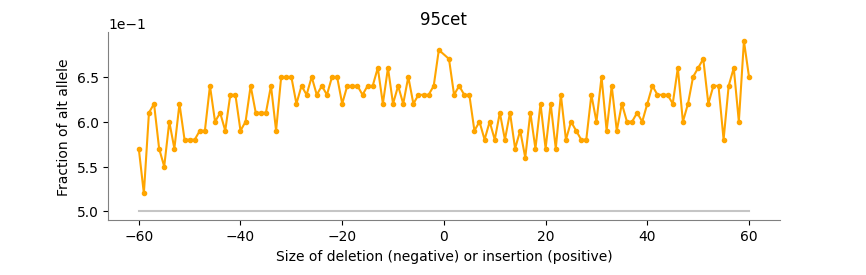 95cet
1e−1
Fraction of alt allele
6.5
6.0
5.5
5.0
−60 −40 −20 0 20 40 60
Size of deletion (negative) or insertion (positive)